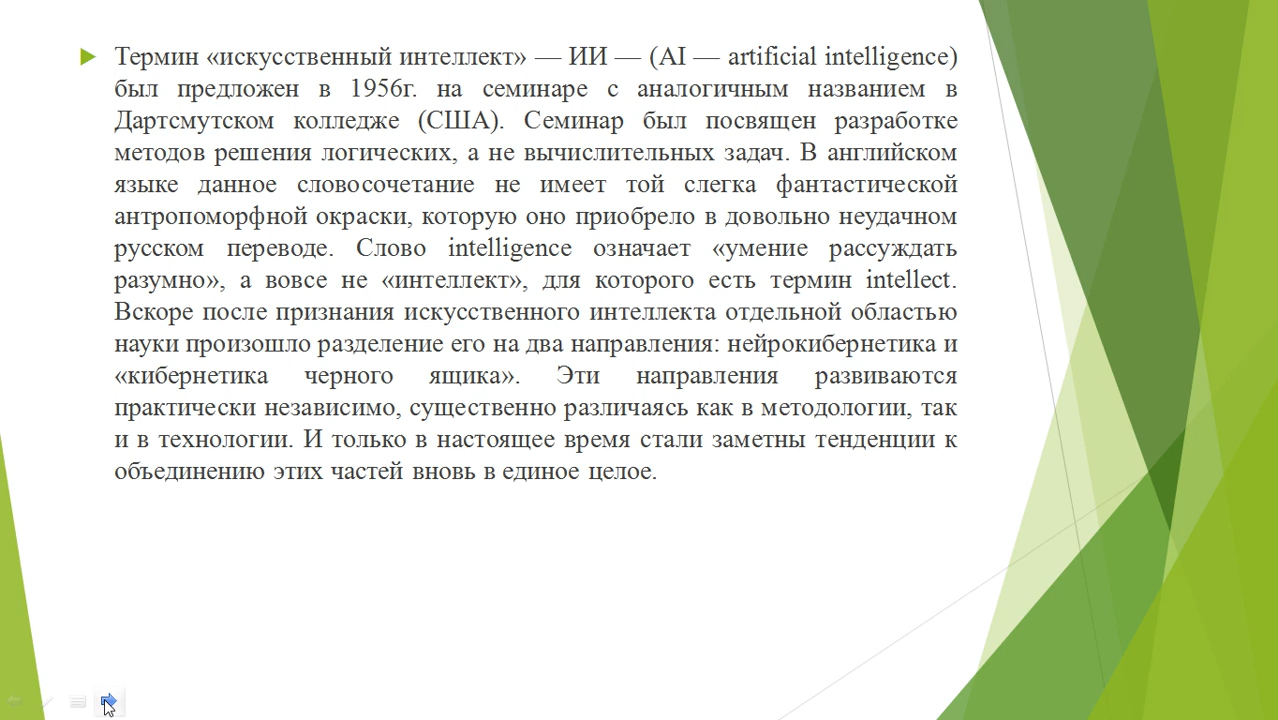 Термин «искусственный интеллект» — ИИ — (AI — artificial intelligence)
был предложен в 1956г. на семинаре с аналогичным названием в
Дартсмутском колледже (США). Семинар был посвящен разработке
методов решения логических, а не вычислительных задач. В английском
языке данное словосочетание не имеет той слегка фантастической
антропоморфной окраски, которую оно приобрело в довольно неудачном
русском переводе. Слово intelligence означает «умение рассуждать
разумно», а вовсе не «интеллект», для которого есть термин intellect.
Вскоре после признания искусственного интеллекта отдельной областью
науки произошло разделение его на два направления: нейрокибернетика и
«кибернетика черного ящика». Эти направления развиваются
практически независимо, существенно различаясь как в методологии, так
и в технологии. И только в настоящее время стали заметны тенденции к
объединению этих частей вновь в единое целое.